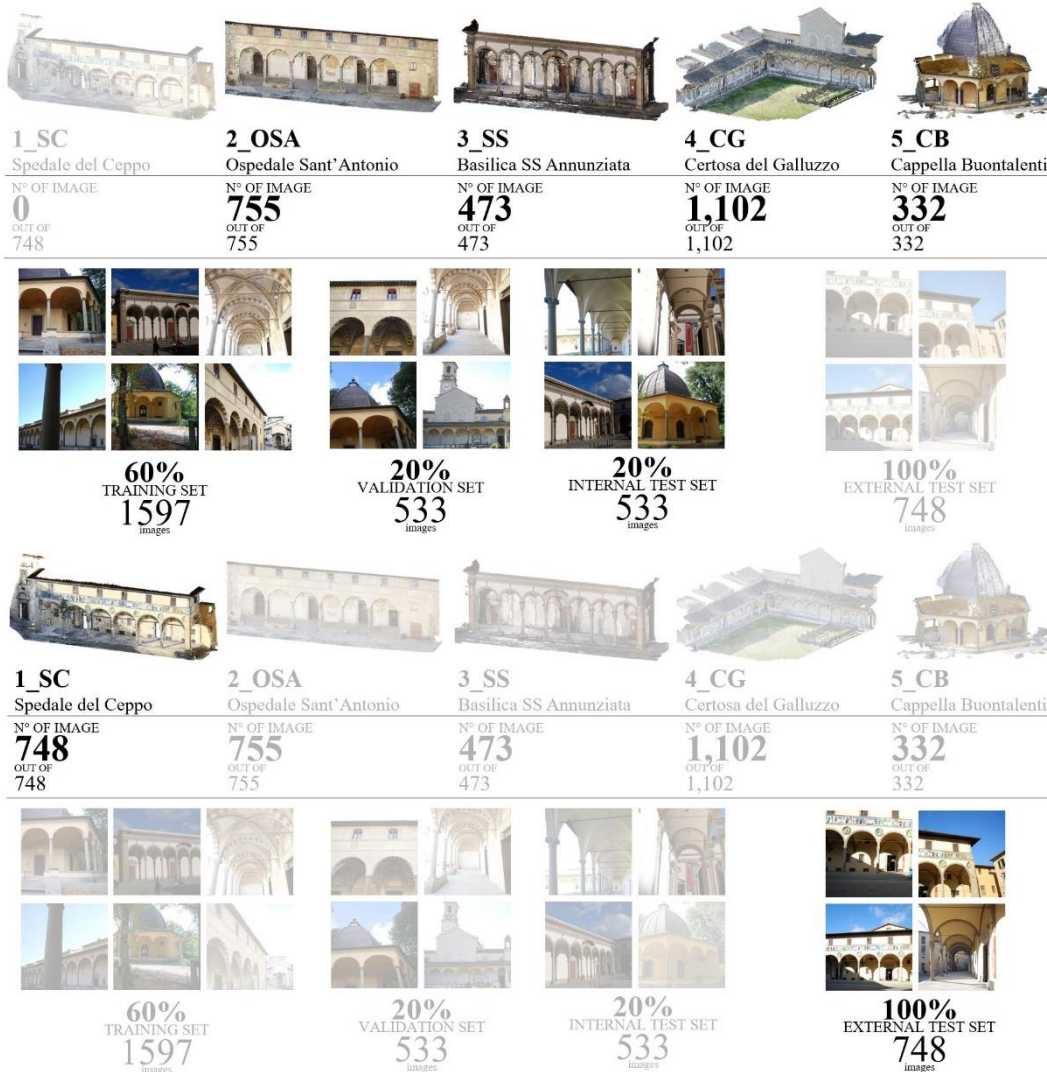 1_SC 2_OSA 3_SS 4_CG 5_CB
Spedale del Ceppo Ospedale Sant'Antonio Basilica SS Annunziata Certosa del Galluzzo Cappella Buontalenti
N° OF IMAGE N° OF IMAGE N° OF IMAGE N° OF IMAGE N° OF IMAGE
0 755 473 1,102 332
OUT OF OUT OF OUT OF OUT OF OUT OF
748 755 473 1,102 332
60% 20% 20% 100%
TRAINING SET VALIDATION SET INTERNAL TEST SET EXTERNAL TEST SET
1597 533 533 748
images images images images
1_SC 2_OSA 3_SS 4_CG 5_CB
Spedale del Ceppo Ospedale Sant'Antonio Basilica SS Annunziata Certosa del Galluzzo Cappella Buontalenti
N° OF IMAGE N° OF IMAGE N° OF IMAGE N° OF IMAGE N° OF IMAGE
748 755 473 1,102 332
OUT OF OUT OF OUT OF OUT OF OUT OF
748 755 473 1,102 332
60% 20% 20% 100%
TRAINING SET VALIDATION SET INTERNAL TEST SET EXTERNAL TEST SET
1597 533 533 748
images images images images